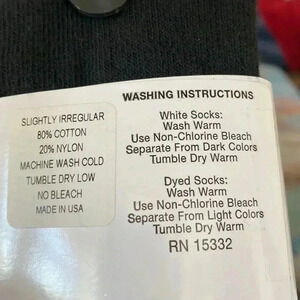 SLIGHTLY IRREGULAR
80% COTTON
20% NYLON
MACHINE WASH COLD
TUMBLE DRY LOW
NO BLEACH
MADE IN USA
WASHING INSTRUCTIONS
White Socks:
Wash Warm
Use Non-Chlorine Bleach
Separate From Dark Colors
Tumble Dry Warm
Dyed Socks:
Wash Warm
Use Non-Chlorine Bleach
Separate From Light Colors
Tumble Dry Warm
RN 15332